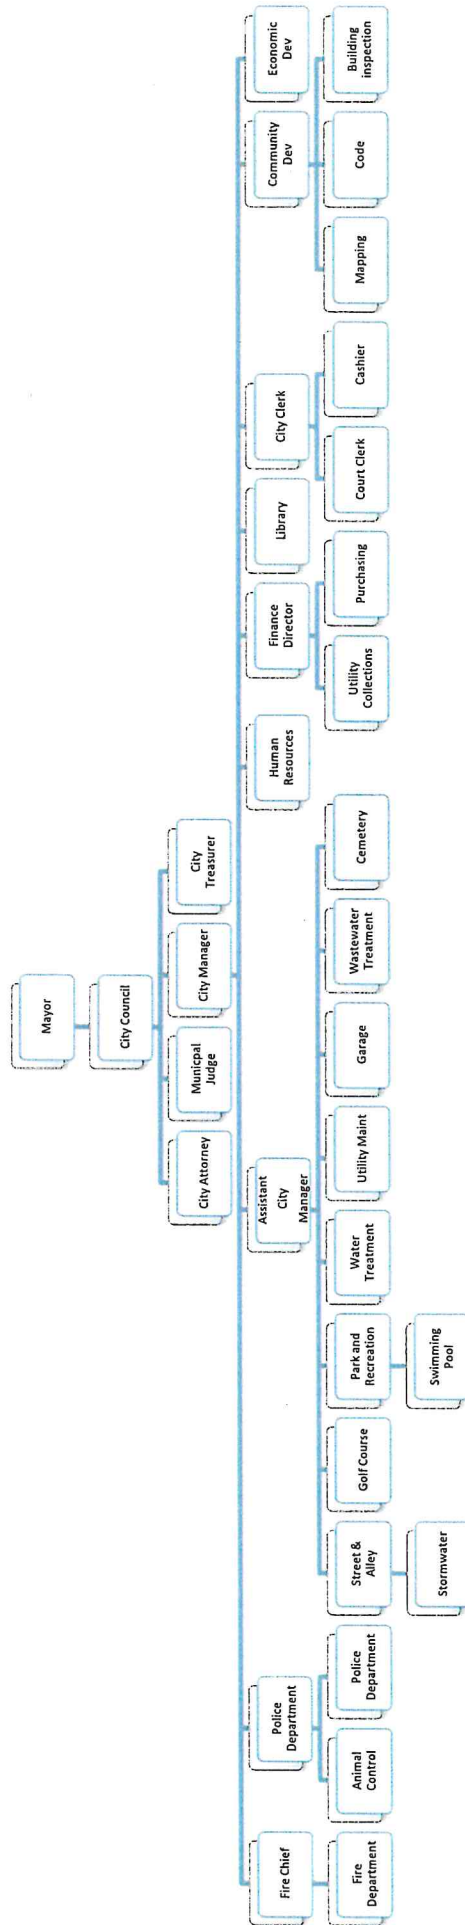 Mayor
City Council
City Attorney
Municpal
Judge
City Manager
City
Treasurer
Fire Chief
Police
Department
Assistant
City
Manager
Human
Resources
Finance
Director
Library
City Clerk
Community
Dev
Economic
Dev
Fire
Department
Animal
Control
Police
Department
Street &
Alley
Golf Course
Park and
Recreation
Water
Treatment
Utility Maint
Garage
Wastewater
Treatment
Cemetery
Utility
Collections
Purchasing
Court Clerk
Cashier
Mapping
Code
Building
inspection
Stormwater
Swimming
Pool